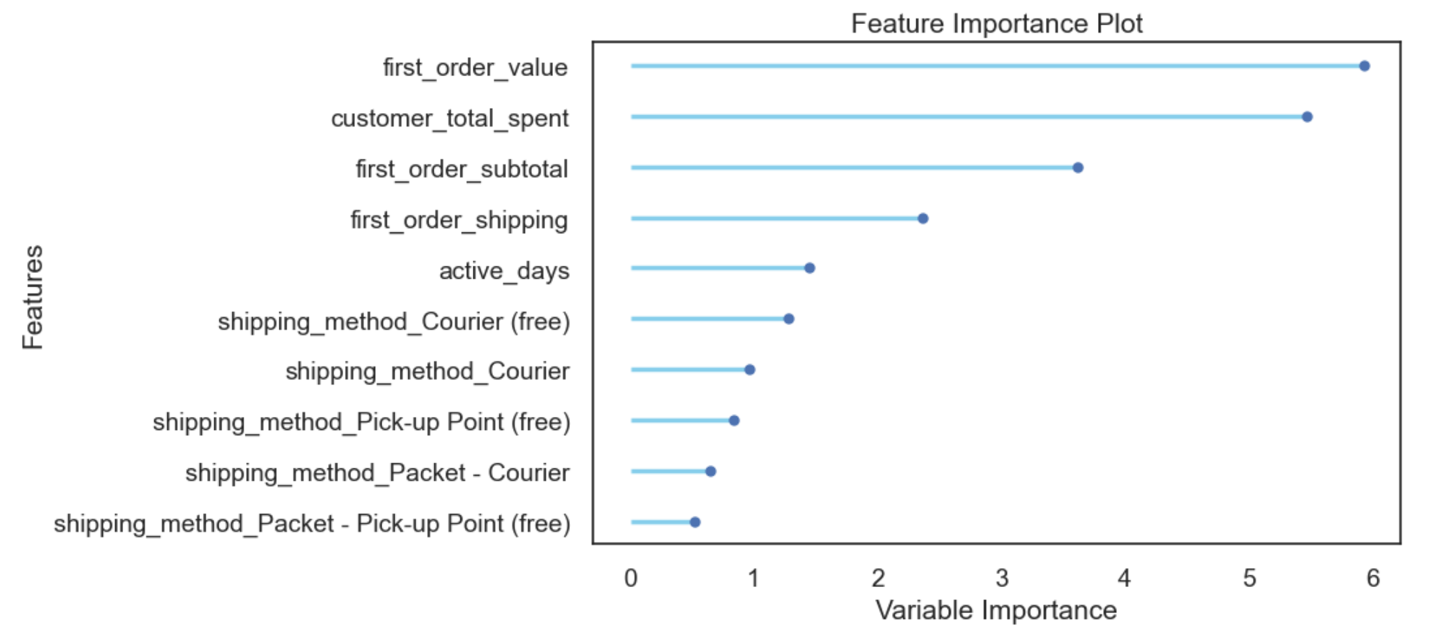 Feature Importance Plot
first_order_value
customer_total_spent
first_order_subtotal
first_order_shipping
active_days
shipping_method_Courier (free)
shipping_method_Courier
shipping_method_Pick-up Point (free)
shipping_method_Packet - Courier
shipping_method_Packet - Pick-up Point (free)
Features
0 1 2 3 4 5 6
Variable Importance